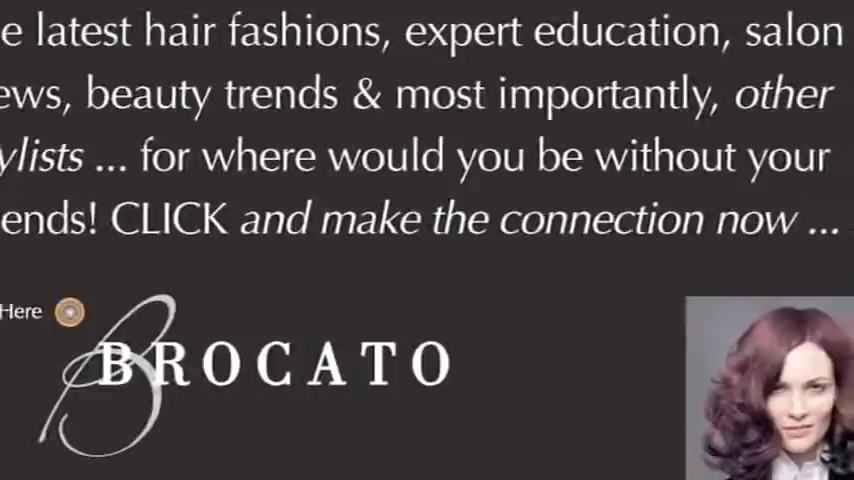 e latest hair fashions, expert education, salon
ews, beauty trends & most importantly, other
ylists ... for where would you be without your
ends! CLICK and make the connection now ...
Here
BROCATO